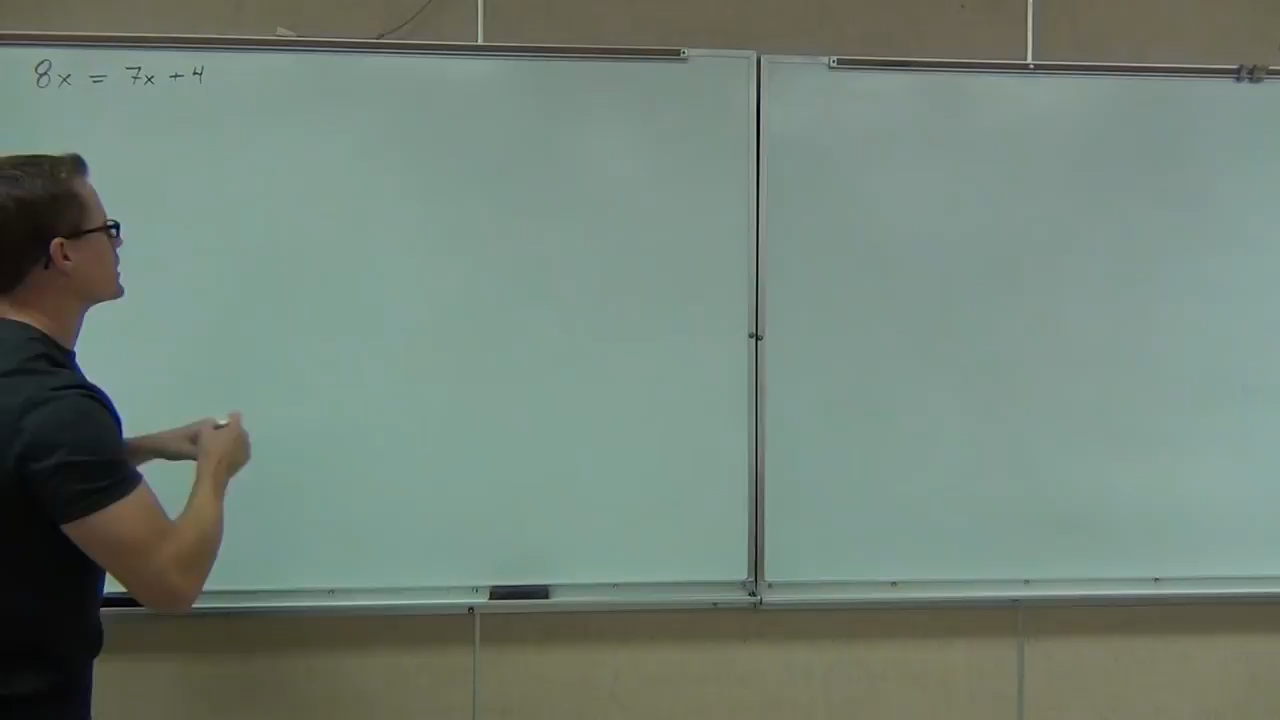 8x = 7x + 4